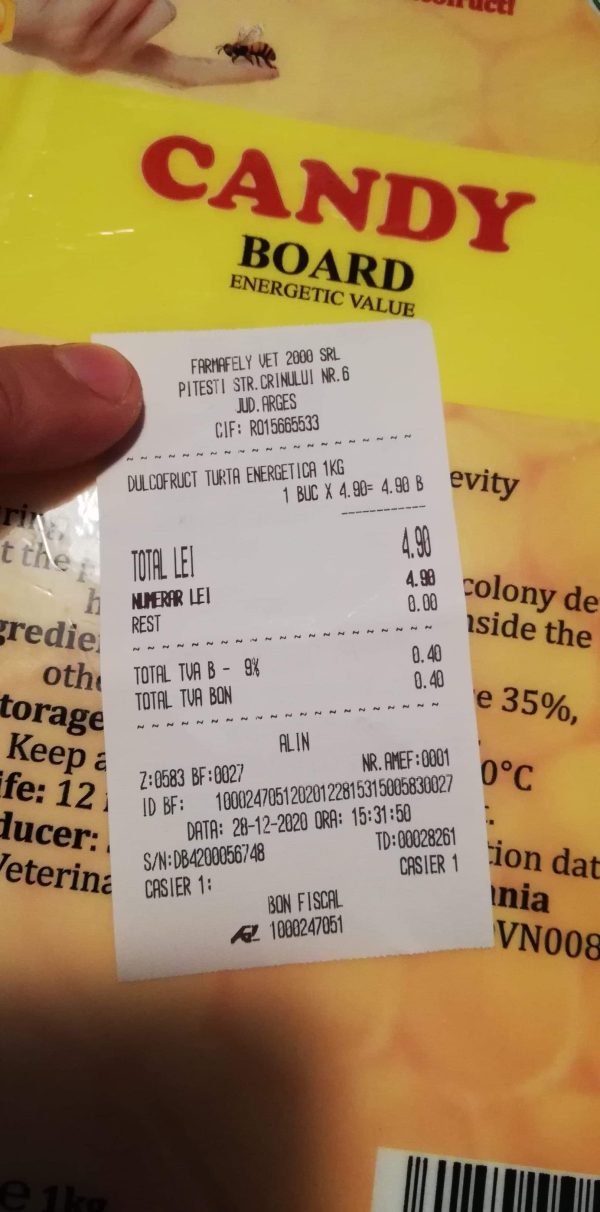 CANDY
BOARD
ENERGETIC VALUE
FARMAFELY VET 2000 SRL
PITESTI STR.CRINULUI NR.6
JUD.ARGES
CIF: RO15665533
DULCOFRUCT TURTA ENERGETICA 1KG
1 BUC X 4.90= 4.90 B
TOTAL LEI 4.90
NUMERAR LEI 4.90
REST 0.00
TOTAL TVA B - 9% 0.40
TOTAL TVA BON 0.40
ALIN
Z:0583 BF:0027 NR.AMEF:0001
ID BF: 10002470512020122815315005830027
DATA: 28-12-2020 ORA: 15:31:50
S/N:DB4200056748 TD:00028261
CASIER 1: CASIER 1
BON FISCAL
1000247051
evity
t the
colony de
nside the
gredie
othe
torage
e 35%,
Keep a
0°C
ife: 12
ducer:
tion dat
Veterina
ania
VN008
e 1kg